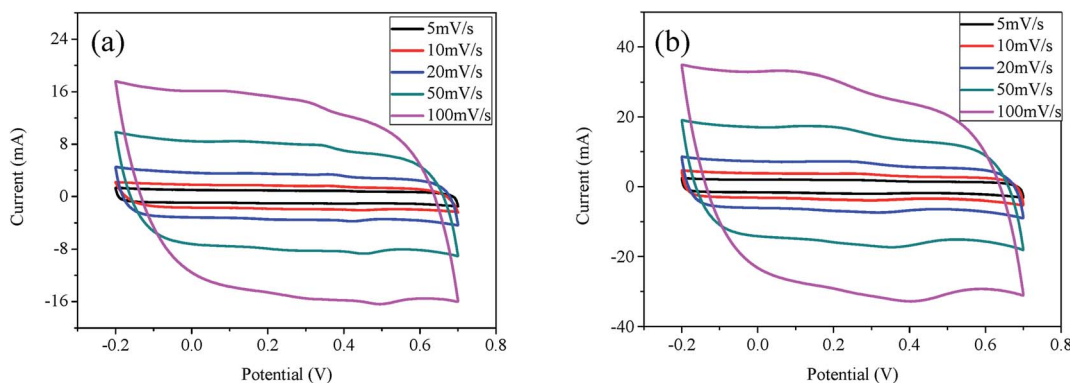 (a)
5mV/s
10mV/s
20mV/s
50mV/s
100mV/s
24
16
8
0
-8
-16
Current (mA)
-0.2 0.0 0.2 0.4 0.6 0.8
Potential (V)
(b)
5mV/s
10mV/s
20mV/s
50mV/s
100mV/s
40
20
0
-20
-40
Current (mA)
-0.2 0.0 0.2 0.4 0.6 0.8
Potential (V)